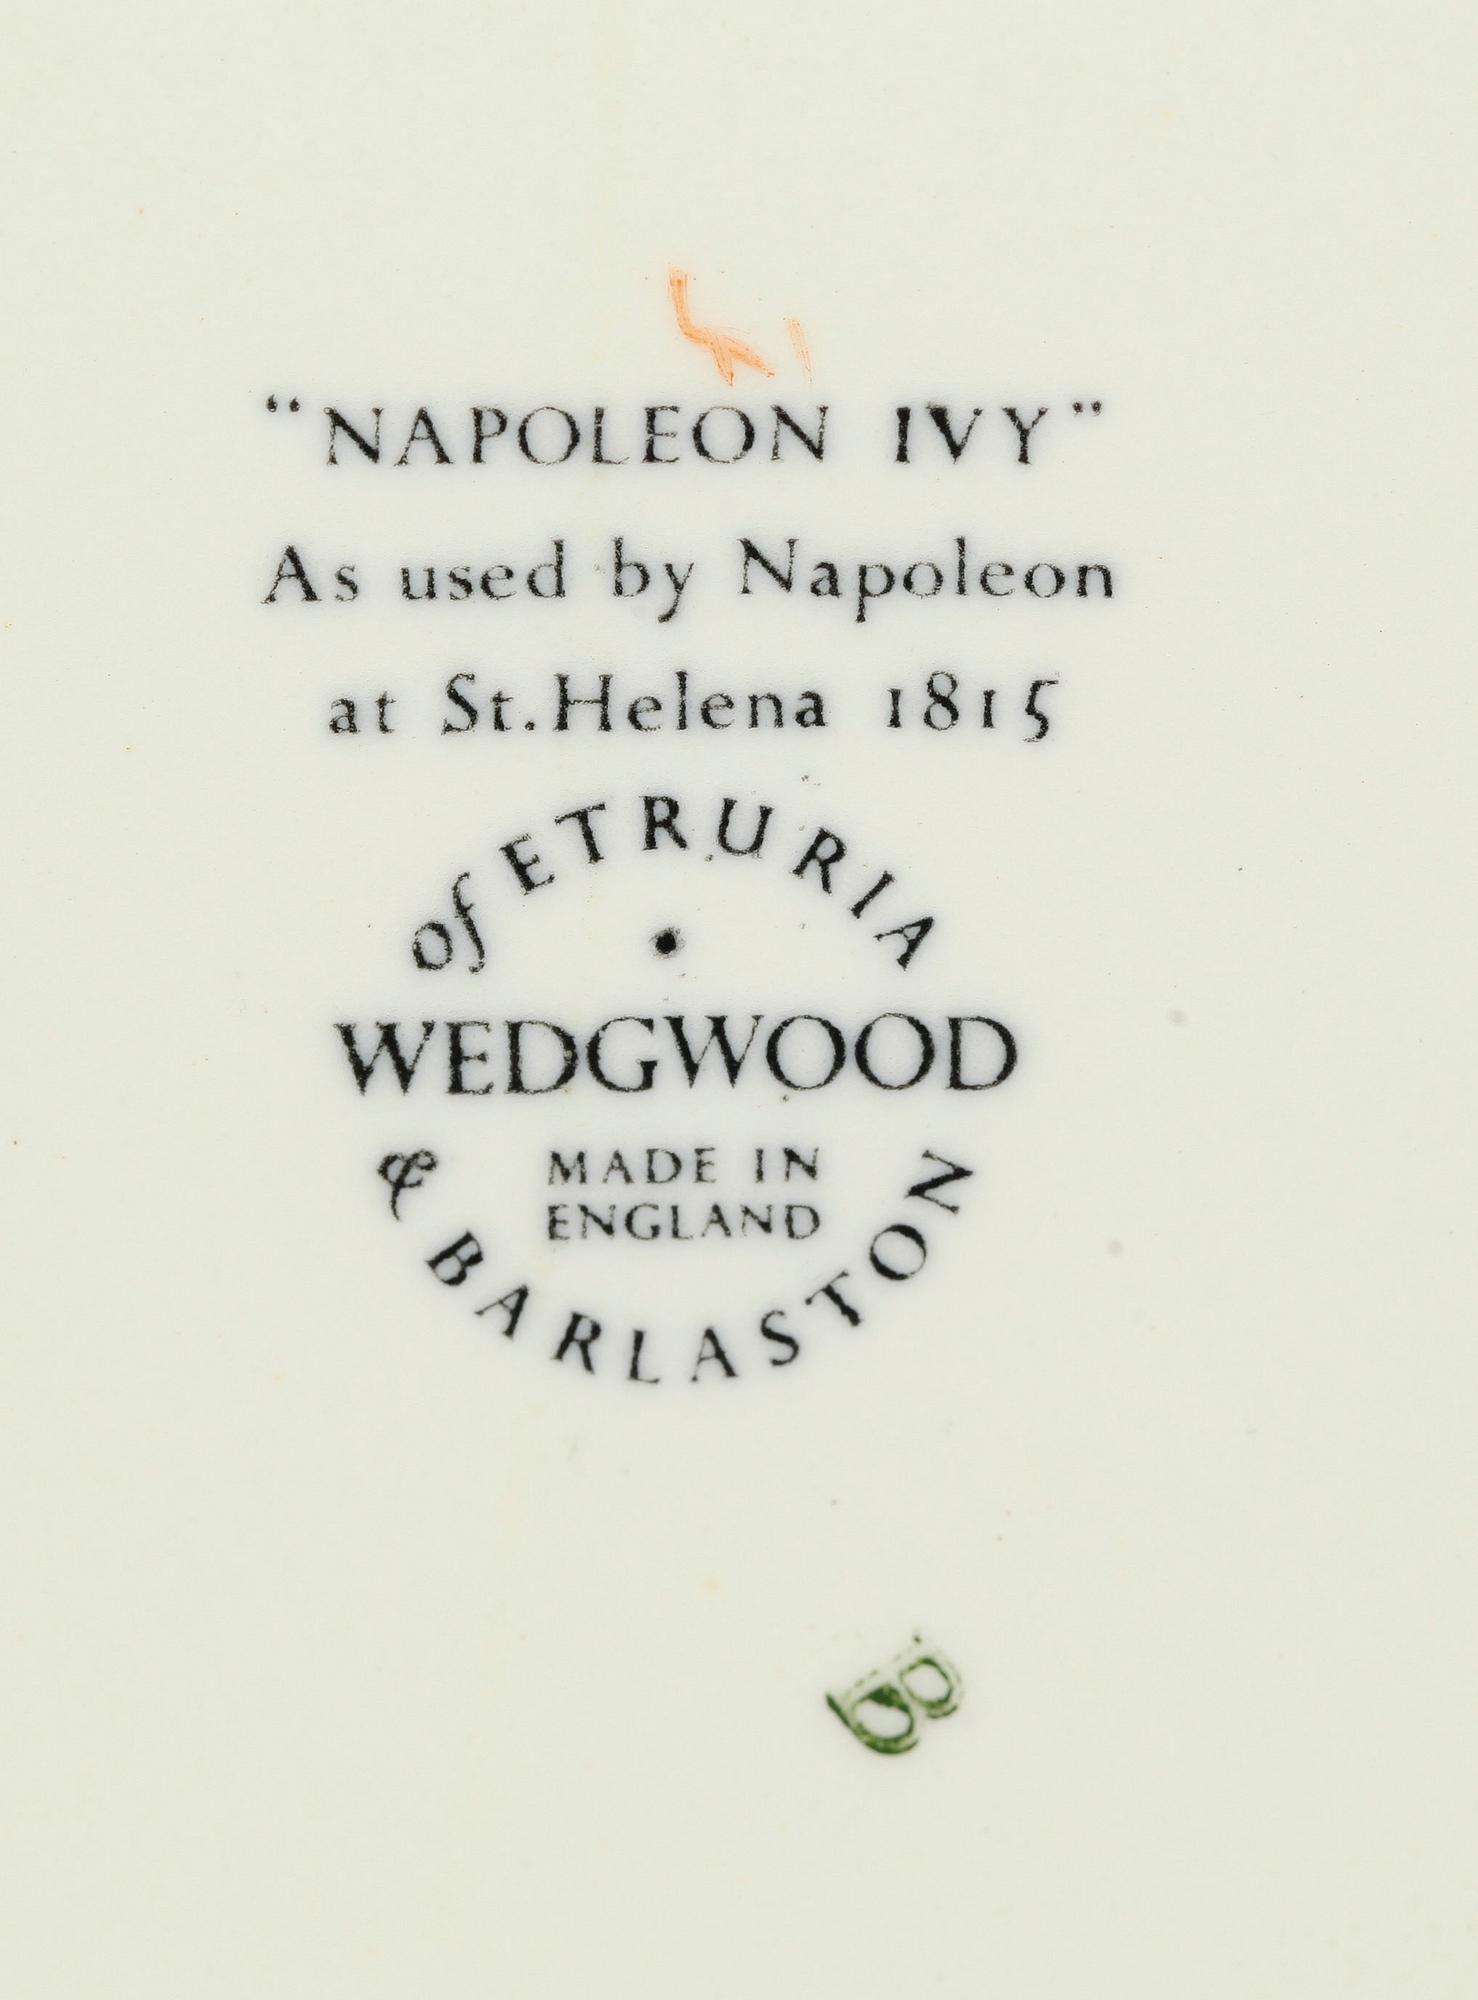 “NAPOLEON IVY”
As used by Napoleon
at St.Helena 1815
of ETRURIA
WEDGWOOD
MADE IN
ENGLAND
& BARLASTON
B